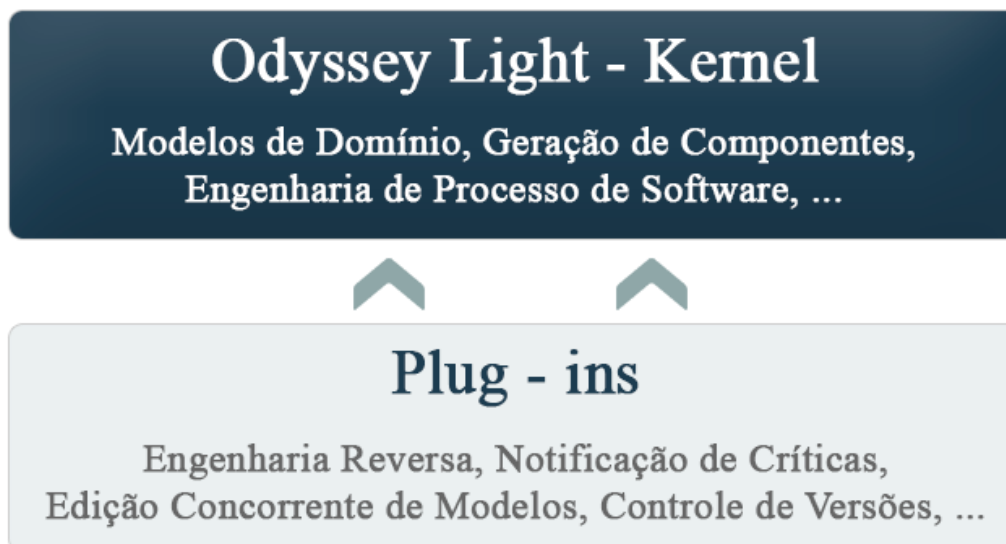 Odyssey Light - Kernel
Modelos de Domínio, Geração de Componentes,
Engenharia de Processo de Software, ...
Plug - ins
Engenharia Reversa, Notificação de Críticas,
Edição Concorrente de Modelos, Controle de Versões, ...